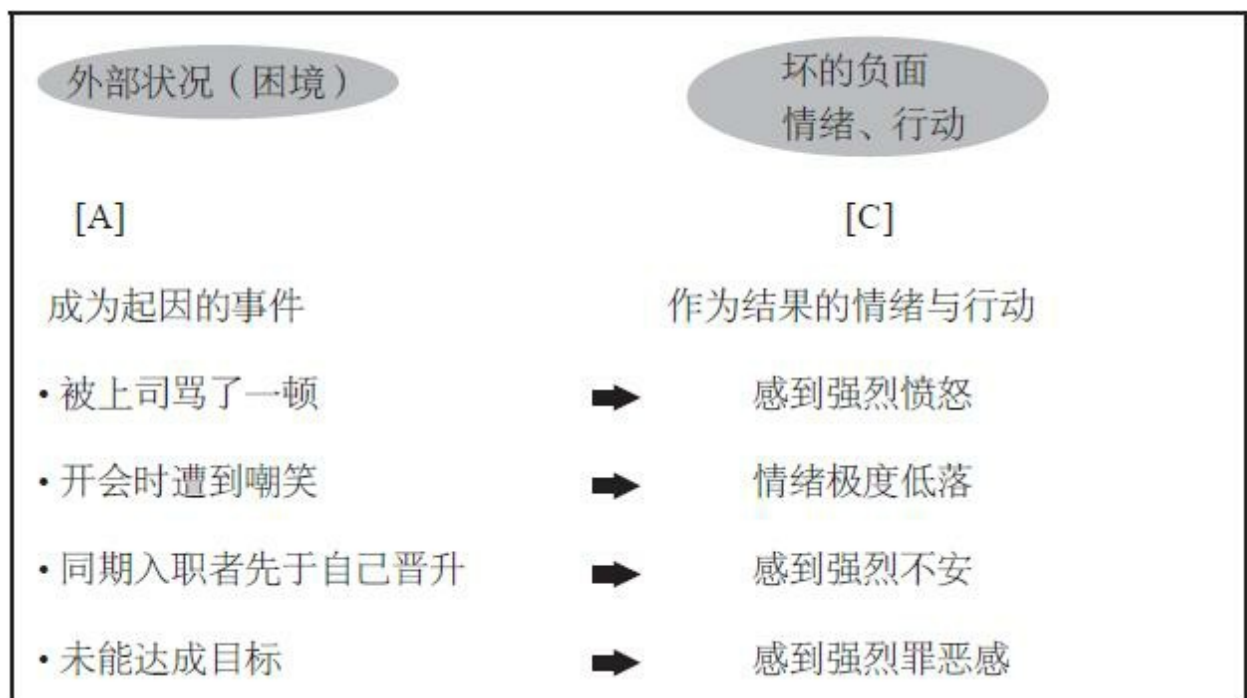 外部状况（困境）
坏的负面
情绪、行动
[A]
[C]
成为起因的事件
作为结果的情绪与行动
• 被上司骂了一顿
感到强烈愤怒
• 开会时遭到嘲笑
情绪极度低落
• 同期入职者先于自己晋升
感到强烈不安
• 未能达成目标
感到强烈罪恶感